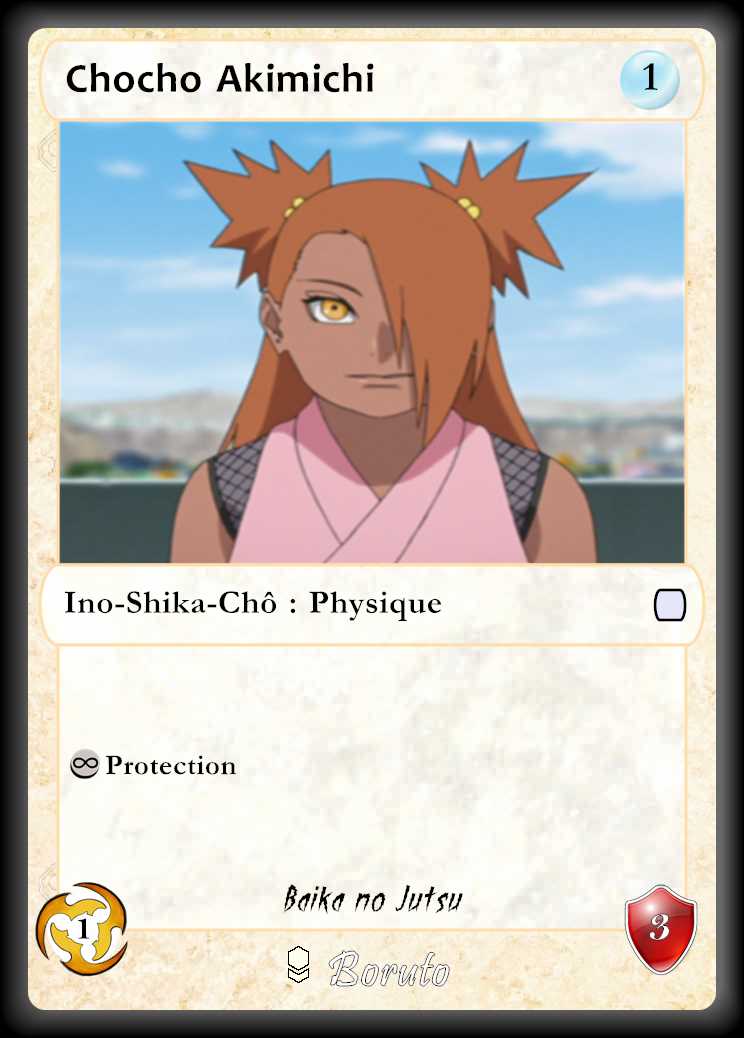 Chocho Akimichi
1
Ino-Shika-Chô : Physique
∞ Protection
Baika no Jutsu
1
3
Boruto